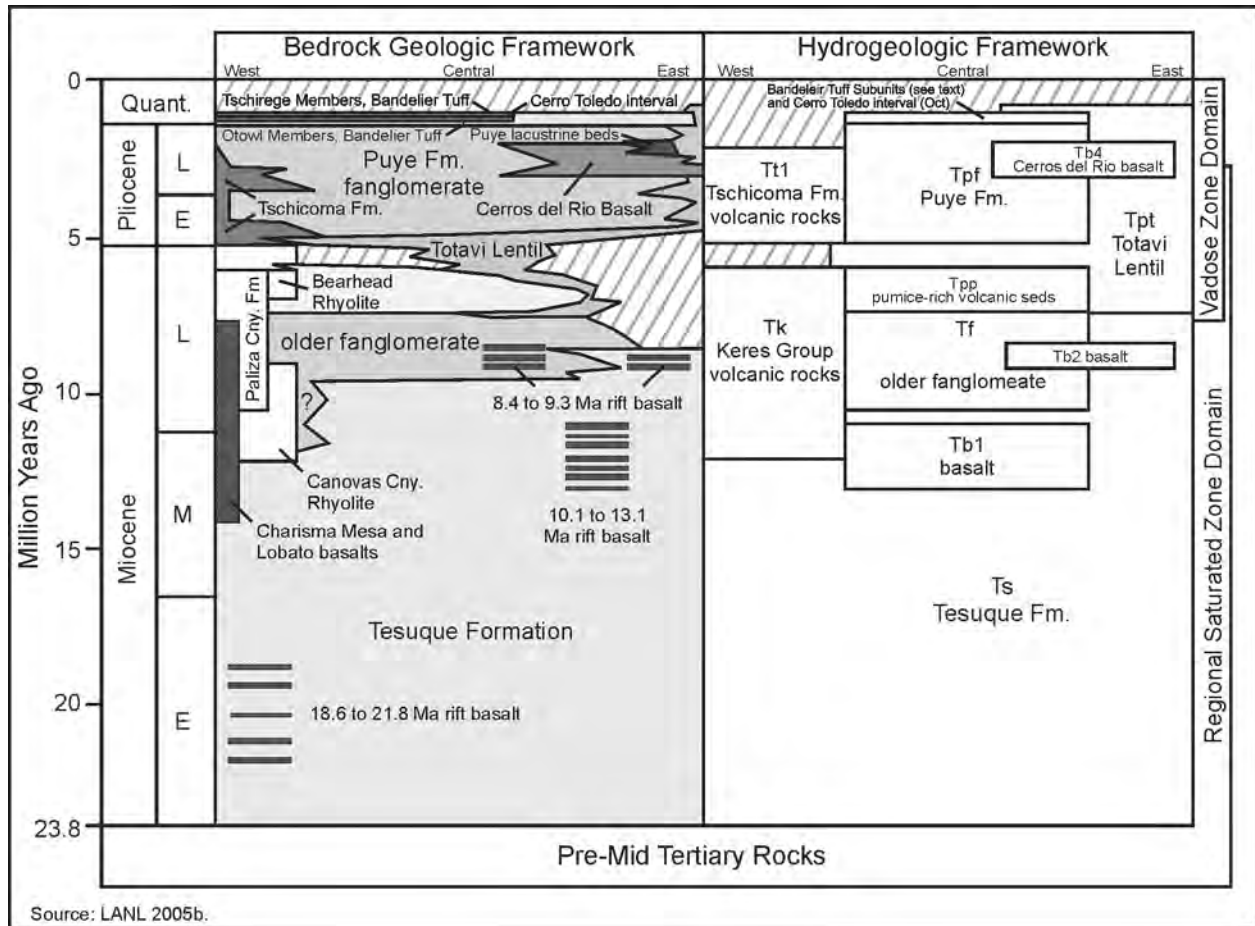 Bedrock Geologic Framework
Hydrogeologic Framework
West
Central
East
West
Central
East
Million Years Ago
0
5
10
15
20
23.8
Quant.
Pliocene
L
E
Miocene
L
M
E
Tschirege Members, Bandelier Tuff
Cerro Toledo Interval
Otowl Members, Bandelier Tuff
Puye lacustrine beds
Puye Fm.
fanglomerate
Tschicoma Fm.
Cerros del Rio Basalt
Totavi Lentil
Bearhead
Rhyolite
Paliza Cny. Fm
older fanglomerate
8.4 to 9.3 Ma rift basalt
?
Canovas Cny.
Rhyolite
10.1 to 13.1
Ma rift basalt
Charisma Mesa and
Lobato basalts
Tesuque Formation
18.6 to 21.8 Ma rift basalt
Bandeleir Tuff Subunits (see text)
and Cerro Toledo Interval (Oct)
Tt1
Tschicoma Fm.
volcanic rocks
Tpf
Puye Fm.
Tb4
Cerros del Rio basalt
Tpt
Totavi
Lentil
Tpp
pumice-rich volcanic seds
Tk
Keres Group
volcanic rocks
Tf
older fanglomeate
Tb2 basalt
Tb1
basalt
Ts
Tesuque Fm.
Vadose Zone Domain
Regional Saturated Zone Domain
Pre-Mid Tertiary Rocks
Source: LANL 2005b.